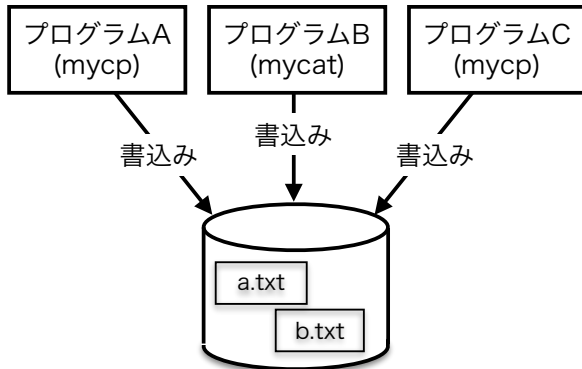 プログラムA
(mycp)
プログラムB
(mycat)
プログラムC
(mycp)
書込み
書込み
書込み
a.txt
b.txt